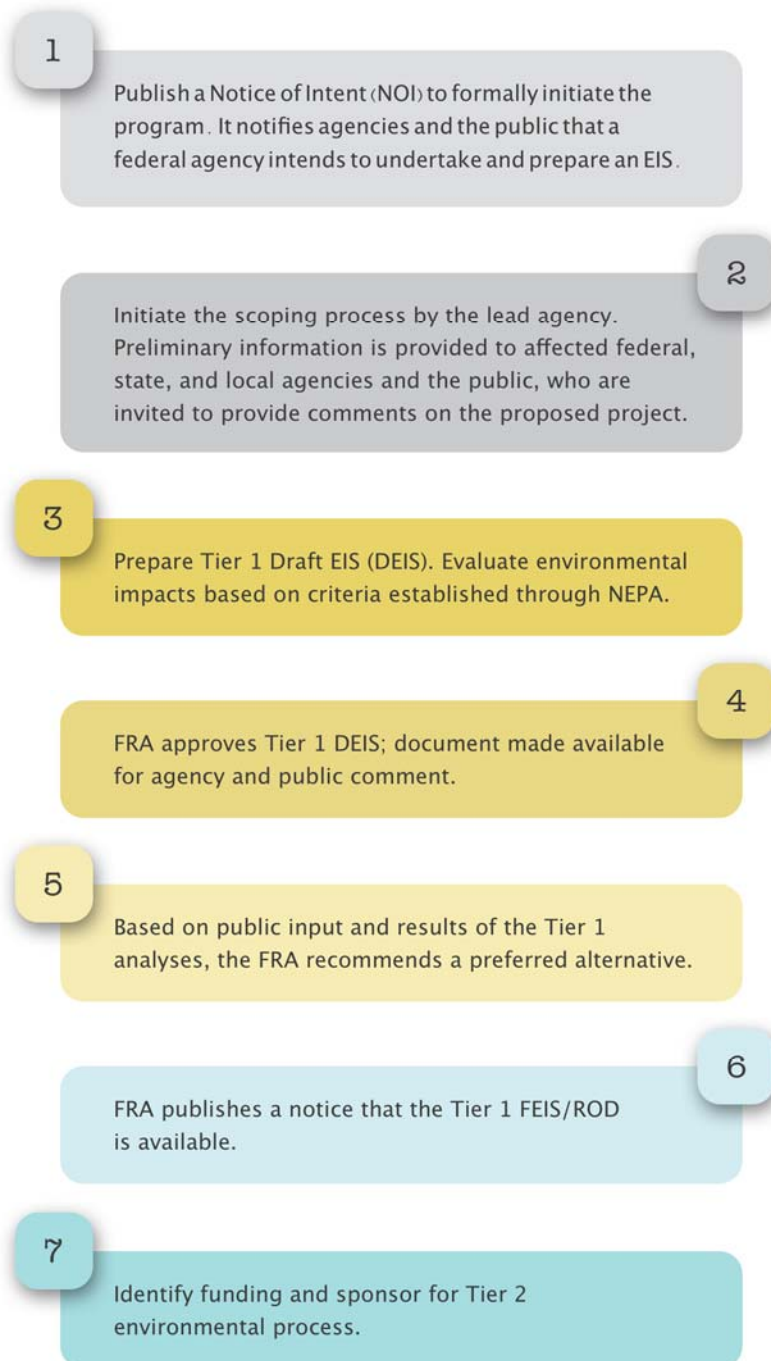 1
Publish a Notice of Intent (NOI) to formally initiate the
program. It notifies agencies and the public that a
federal agency intends to undertake and prepare an EIS.
2
Initiate the scoping process by the lead agency.
Preliminary information is provided to affected federal,
state, and local agencies and the public, who are
invited to provide comments on the proposed project.
3
Prepare Tier 1 Draft EIS (DEIS). Evaluate environmental
impacts based on criteria established through NEPA.
4
FRA approves Tier 1 DEIS; document made available
for agency and public comment.
5
Based on public input and results of the Tier 1
analyses, the FRA recommends a preferred alternative.
6
FRA publishes a notice that the Tier 1 FEIS/ROD
is available.
7
Identify funding and sponsor for Tier 2
environmental process.